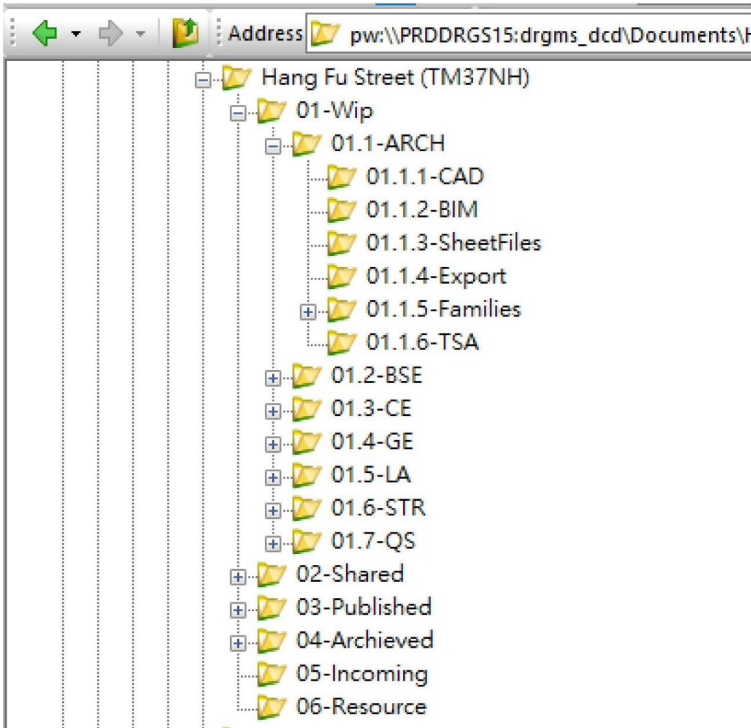 Address pw:\\PRDDRGS15:drgms_dcd\Documents\H
Hang Fu Street (TM37NH)
01-Wip
01.1-ARCH
01.1.1-CAD
01.1.2-BIM
01.1.3-SheetFiles
01.1.4-Export
01.1.5-Families
01.1.6-TSA
01.2-BSE
01.3-CE
01.4-GE
01.5-LA
01.6-STR
01.7-QS
02-Shared
03-Published
04-Archieved
05-Incoming
06-Resource